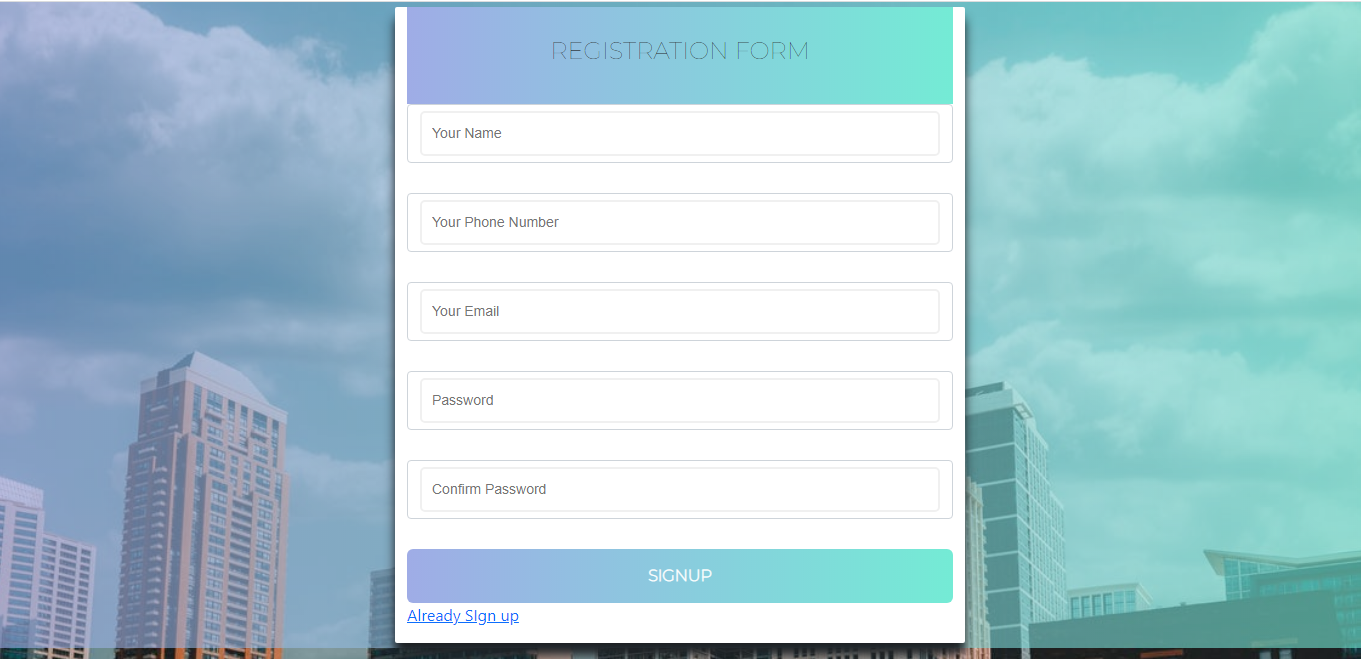 REGISTRATION FORM
Your Name
Your Phone Number
Your Email
Password
Confirm Password
SIGNUP
Already SIgn up